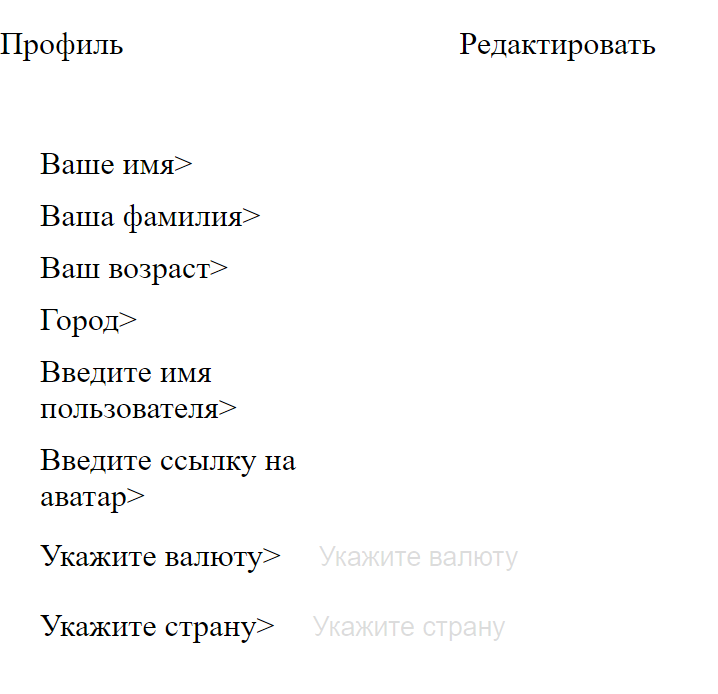 Профиль Редактировать
Ваше имя>
Ваша фамилия>
Ваш возраст>
Город>
Введите имя
пользователя>
Введите ссылку на
аватар>
Укажите валюту> Укажите валюту
Укажите страну> Укажите страну